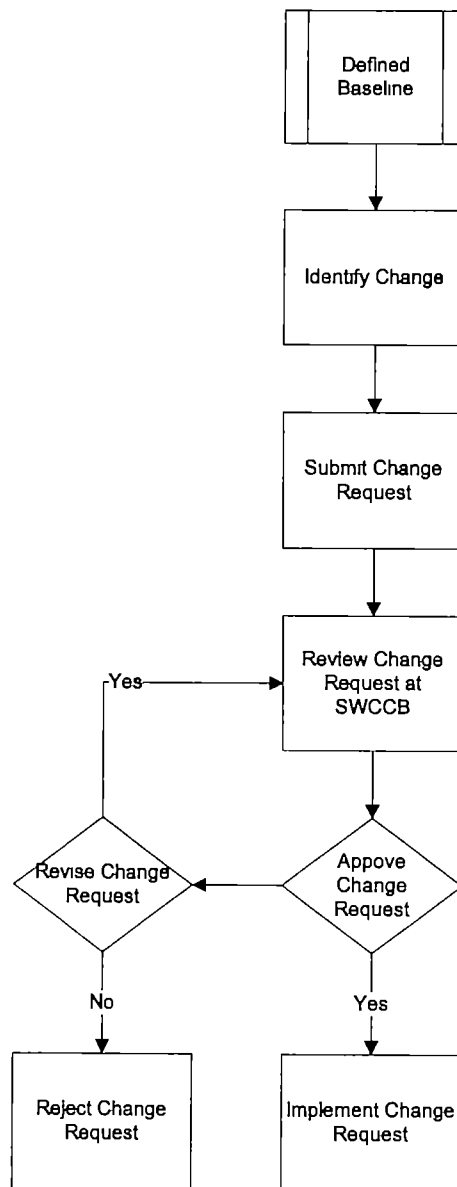 Defined
Baseline
Identify Change
Submit Change
Request
Review Change
Request at
SWCCB
Yes
Revise Change
Request
Appove
Change
Request
No
Yes
Reject Change
Request
Implement Change
Request